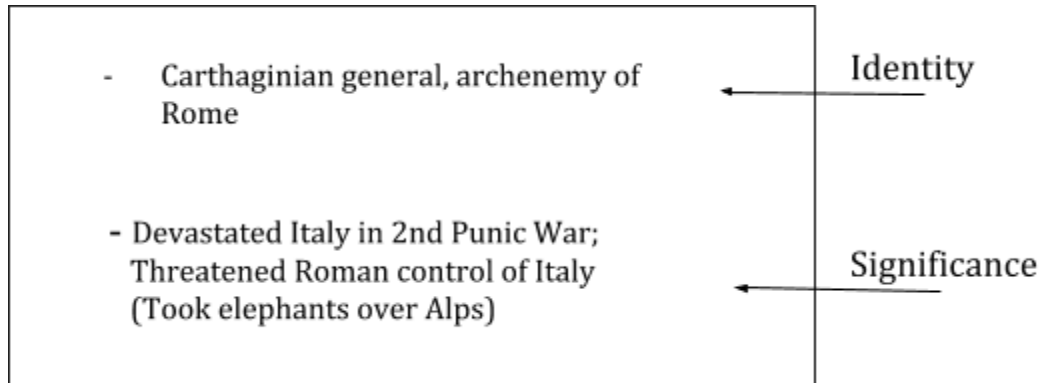 - Carthaginian general, archenemy of
Rome
Identity
- Devastated Italy in 2nd Punic War;
Threatened Roman control of Italy
(Took elephants over Alps)
Significance